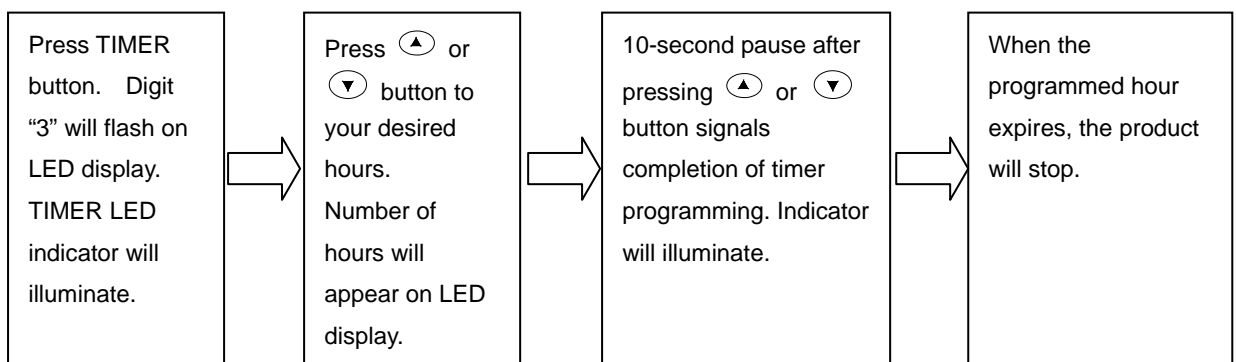 Press TIMER
button. Digit
“3” will flash on
LED display.
TIMER LED
indicator will
illuminate.
Press ▲ or
▼ button to
your desired
hours.
Number of
hours will
appear on LED
display.
10-second pause after
pressing ▲ or ▼
button signals
completion of timer
programming. Indicator
will illuminate.
When the
programmed hour
expires, the product
will stop.